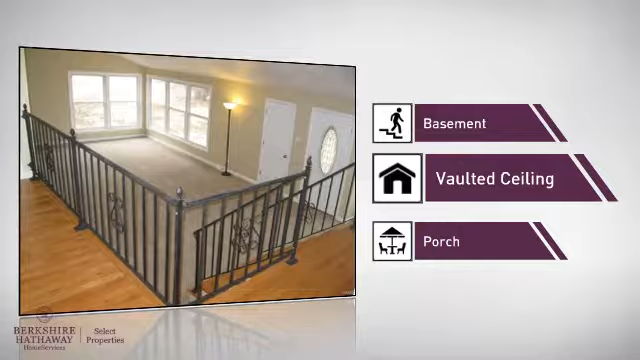 Basement
Vaulted Ceiling
Porch
BERKSHIRE
HATHAWAY
HomeServices
Select
Properties